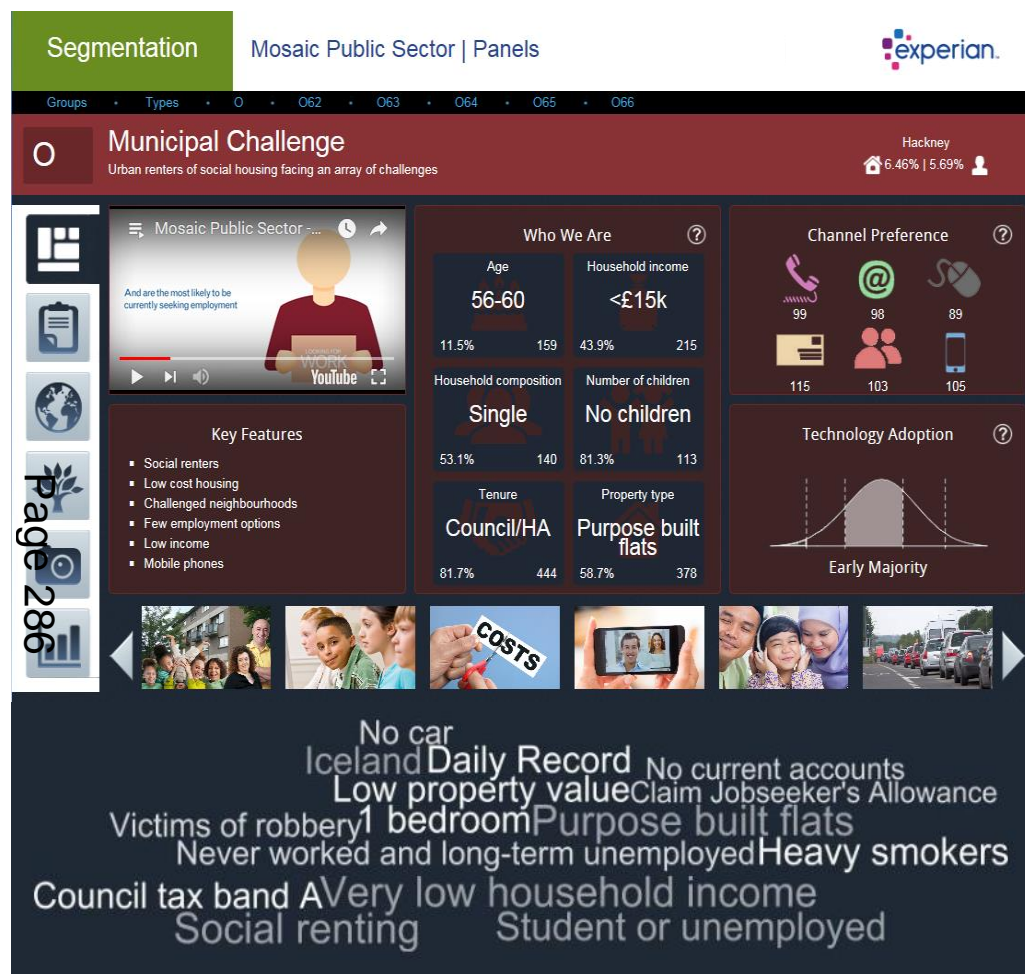 Segmentation
Mosaic Public Sector | Panels
experian.
Groups • Types • O • O62 • O63 • O64 • O65 • O66
O
Municipal Challenge
Urban renters of social housing facing an array of challenges
Hackney
6.46% | 5.69%
Mosaic Public Sector -...
And are the most likely to be
currently seeking employment
LOOKING FOR
WORK
YouTube
Key Features
▪ Social renters
▪ Low cost housing
▪ Challenged neighbourhoods
▪ Few employment options
▪ Low income
▪ Mobile phones
Who We Are ?
Age
56-60
11.5% 159
Household income
<£15k
43.9% 215
Household composition
Single
53.1% 140
Number of children
No children
81.3% 113
Tenure
Council/HA
81.7% 444
Property type
Purpose built
flats
58.7% 378
Channel Preference ?
@
99 98 89
115 103 105
Technology Adoption ?
Early Majority
Page 286
COSTS
No car
Iceland Daily Record No current accounts
Low property value Claim Jobseeker's Allowance
Victims of robbery 1 bedroom Purpose built flats
Never worked and long-term unemployed Heavy smokers
Council tax band A Very low household income
Social renting Student or unemployed